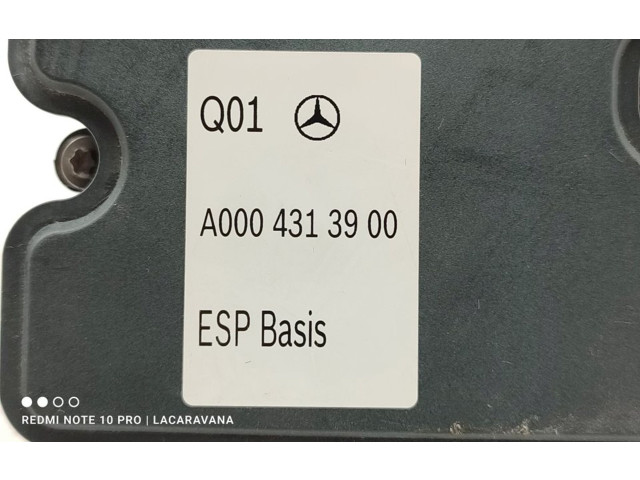 Q01
A000 431 39 00
ESP Basis
REDMI NOTE 10 PRO | LACARAVANA